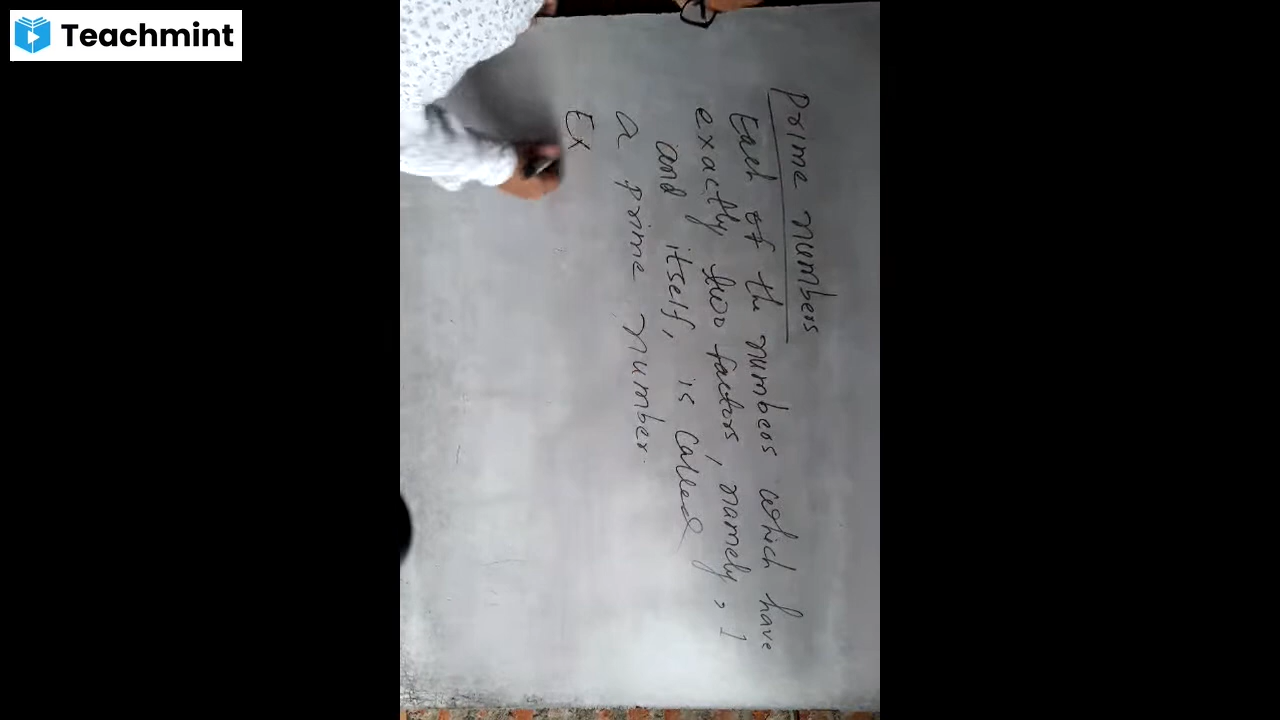 Teachmint
Prime numbers
Each of the numbers which have
exactly two factors, namely, 1
and itself, is called
a prime number.
Ex